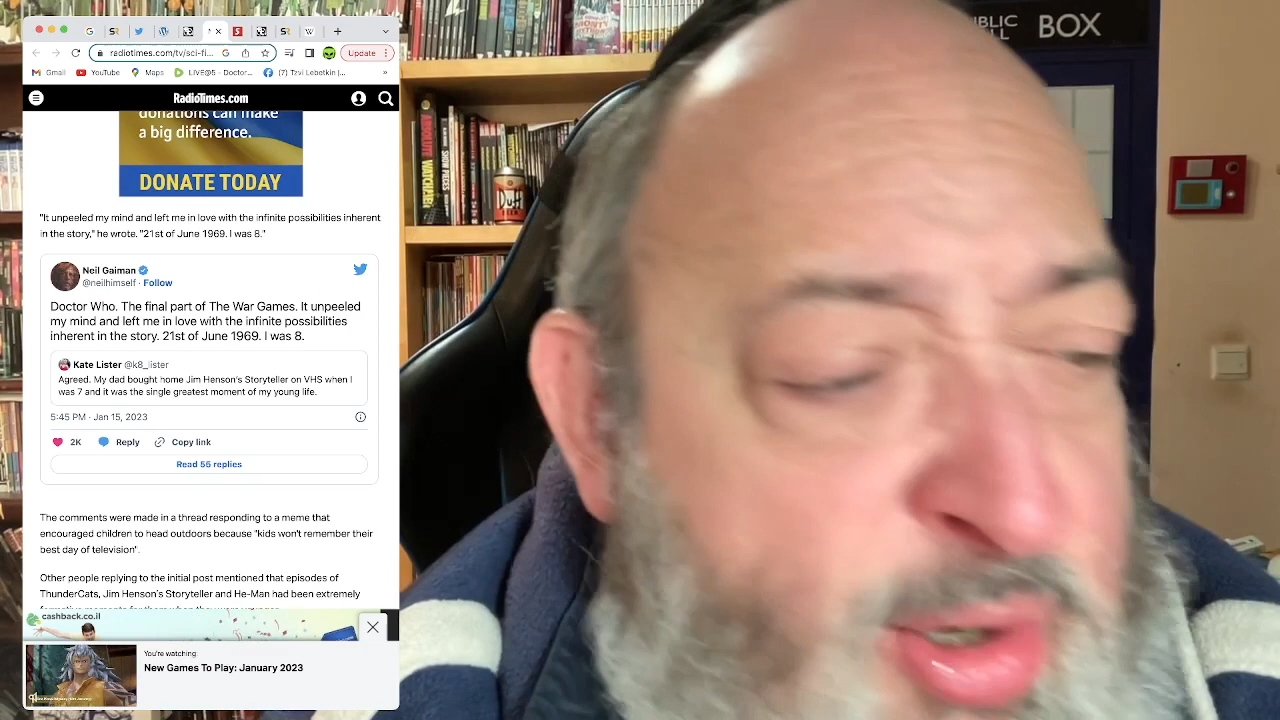 radiotimes.com/tv/sci-fi...
Update
Gmail
YouTube
Maps
LIVE@5 - Doctor...
(7) Tzvi Lebetkin |...
RadioTimes.com
donations can make
a big difference.
DONATE TODAY
"It unpeeled my mind and left me in love with the infinite possibilities inherent
in the story," he wrote. "21st of June 1969. I was 8."
Neil Gaiman
@neilhimself · Follow
Doctor Who. The final part of The War Games. It unpeeled
my mind and left me in love with the infinite possibilities
inherent in the story. 21st of June 1969. I was 8.
Kate Lister @k8_lister
Agreed. My dad bought home Jim Henson's Storyteller on VHS when I
was 7 and it was the single greatest moment of my young life.
5:45 PM · Jan 15, 2023
2K Reply Copy link
Read 55 replies
The comments were made in a thread responding to a meme that
encouraged children to head outdoors because "kids won't remember their
best day of television".
Other people replying to the initial post mentioned that episodes of
ThunderCats, Jim Henson's Storyteller and He-Man had been extremely
cashback.co.il
You're watching:
New Games To Play: January 2023
MONTY
Duff
BOX